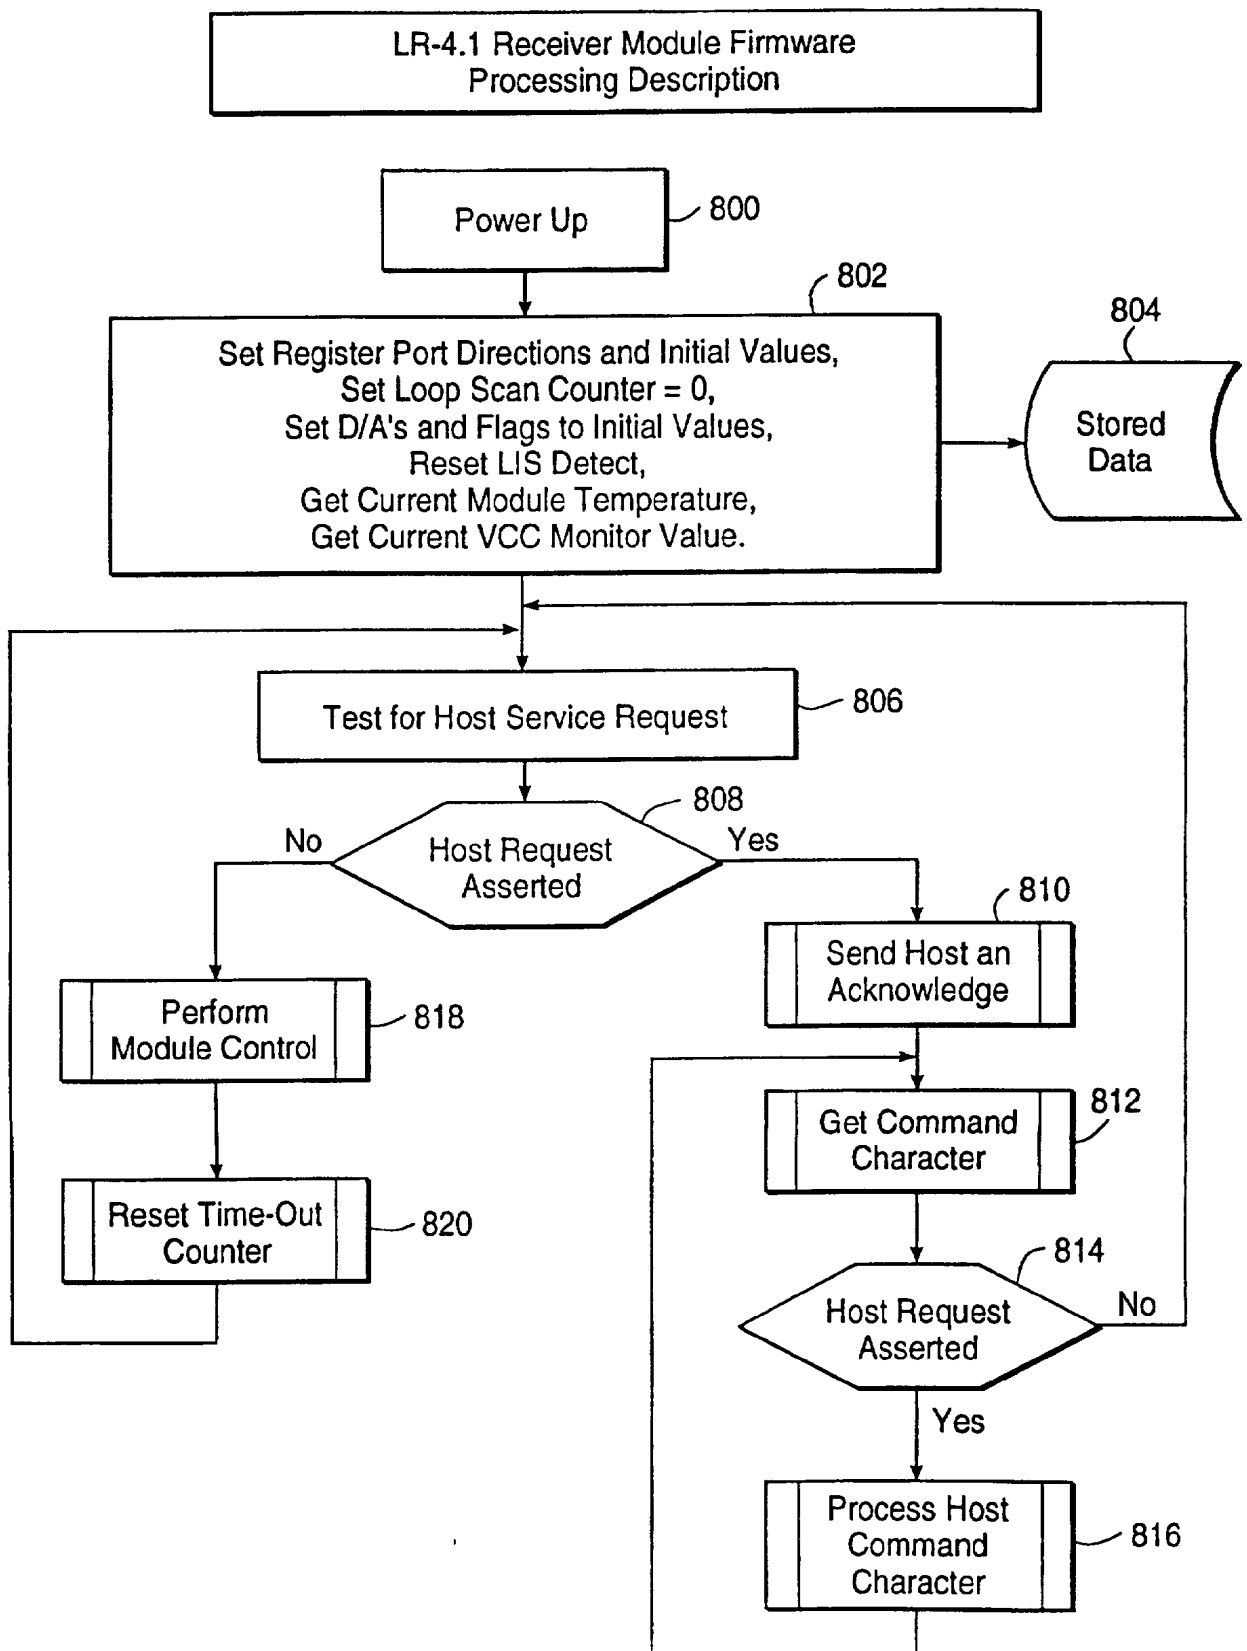 LR-4.1 Receiver Module Firmware
Processing Description
Power Up
800
802
Set Register Port Directions and Initial Values,
Set Loop Scan Counter = 0,
Set D/A's and Flags to Initial Values,
Reset LIS Detect,
Get Current Module Temperature,
Get Current VCC Monitor Value.
804
Stored
Data
Test for Host Service Request
806
808
Host Request
Asserted
No
Yes
810
Send Host an
Acknowledge
Perform
Module Control
818
Get Command
Character
812
Reset Time-Out
Counter
820
814
Host Request
Asserted
No
Yes
Process Host
Command
Character
816